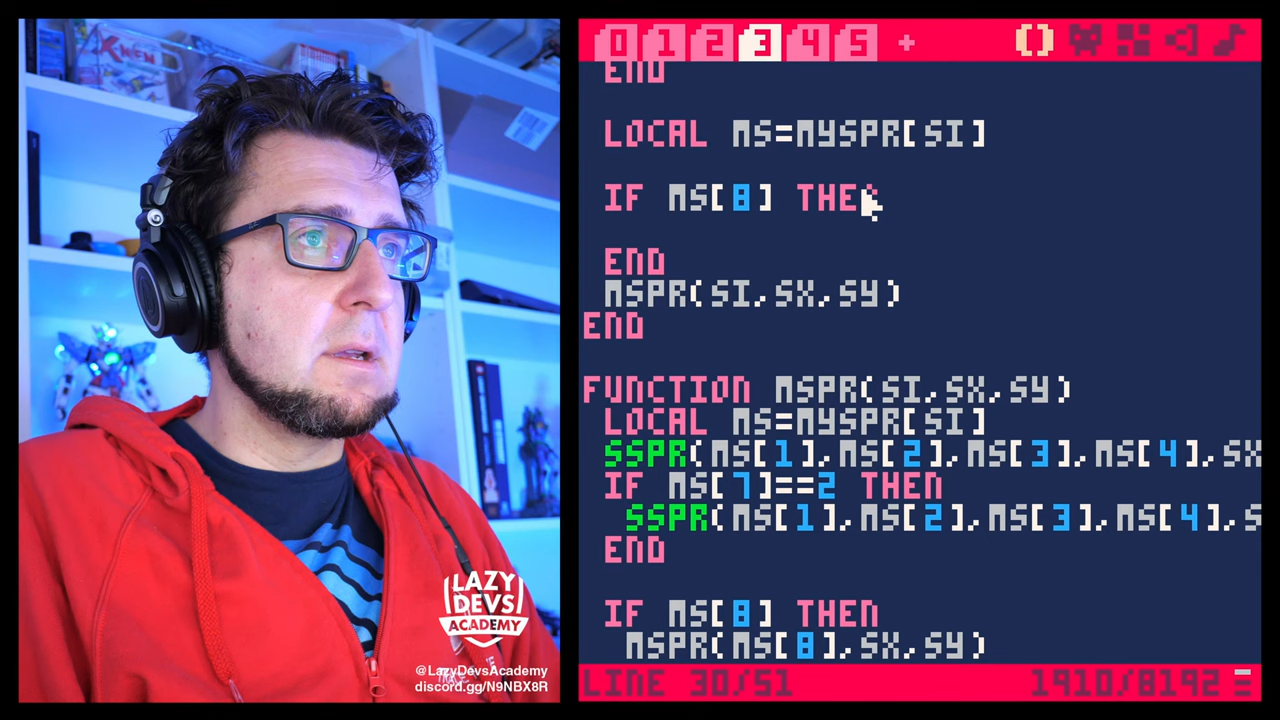 X-MEN
LAZY
DEVS
ACADEMY
@LazyDevsAcademy
discord.gg/N9NBX8R
0 1 2 3 4 5 +
END
LOCAL MS=MYSPR[SI]
IF MS[8] THE
END
MSPR(SI,SX,SY)
END
FUNCTION MSPR(SI,SX,SY)
LOCAL MS=MYSPR[SI]
SSPR(MS[1],MS[2],MS[3],MS[4],SX
IF MS[7]==2 THEN
SSPR(MS[1],MS[2],MS[3],MS[4],S
END
IF MS[8] THEN
MSPR(MS[8],SX,SY)
LINE 30/51
1910/8192